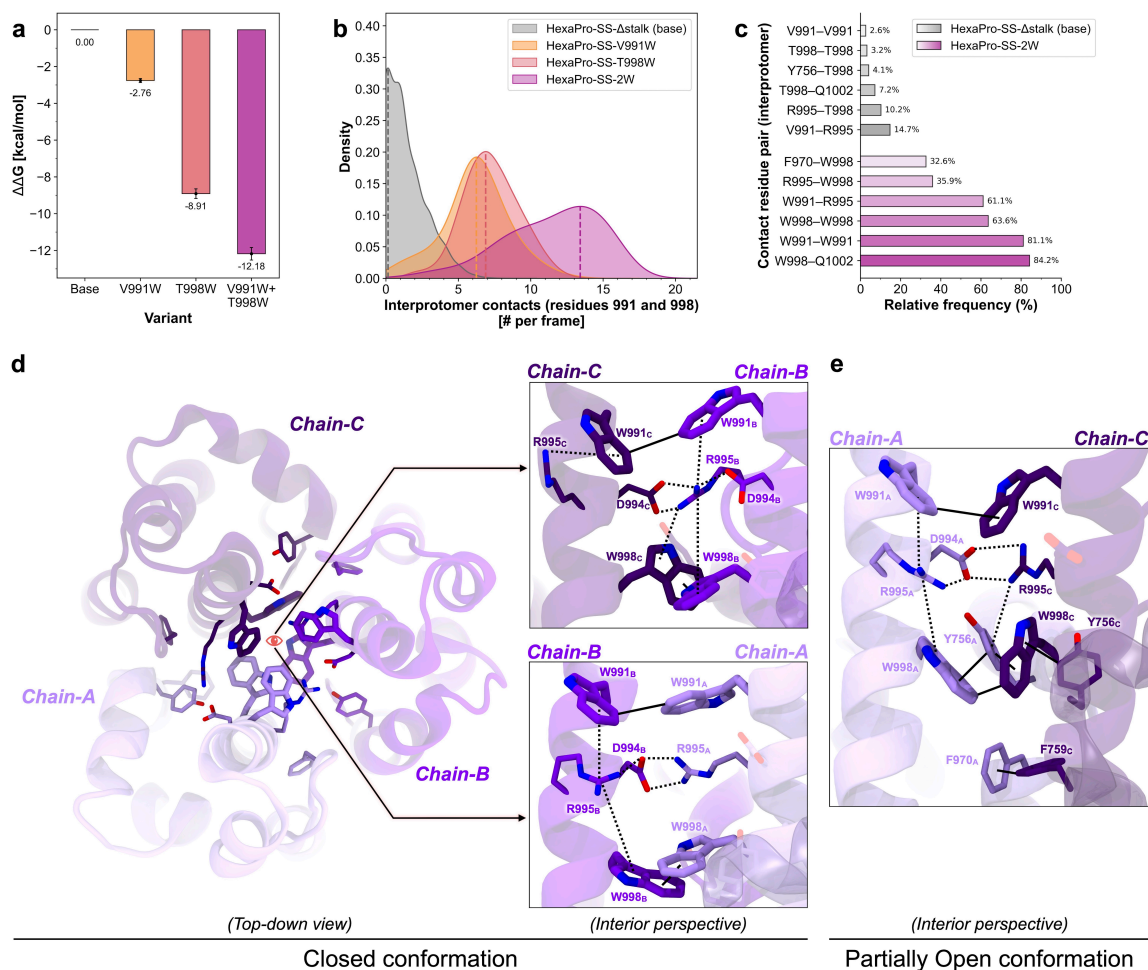 a
0
−2
−4
−6
−8
−10
−12
ΔΔG [kcal/mol]
0.00
-2.76
-8.91
-12.18
Base
V991W
T998W
V991W+
T998W
Variant
b
0.40
0.35
0.30
0.25
0.20
0.15
0.10
0.05
0.00
Density
HexaPro-SS-Δstalk (base)
HexaPro-SS-V991W
HexaPro-SS-T998W
HexaPro-SS-2W
0
5
10
15
20
Interprotomer contacts (residues 991 and 998)
[# per frame]
c
Contact residue pair (interprotomer)
HexaPro-SS-Δstalk (base)
HexaPro-SS-2W
V991–V991
2.6%
T998–T998
3.2%
Y756–T998
4.1%
T998–Q1002
7.2%
R995–T998
10.2%
V991–R995
14.7%
F970–W998
32.6%
R995–W998
35.9%
W991–R995
61.1%
W998–W998
63.6%
W991–W991
81.1%
W998–Q1002
84.2%
0
20
40
60
80
100
Relative frequency (%)
d
Chain-C
Chain-A
Chain-B
(Top-down view)
Chain-C
Chain-B
W991C
W991B
R995C
R995B
D994C
D994B
W998C
W998B
Chain-B
Chain-A
W991B
W991A
D994B
R995A
R995B
W998A
W998B
(Interior perspective)
Closed conformation
e
Chain-A
Chain-C
W991A
W991C
D994A
R995A
R995C
W998C
Y756A
Y756C
W998A
F970A
F759C
(Interior perspective)
Partially Open conformation